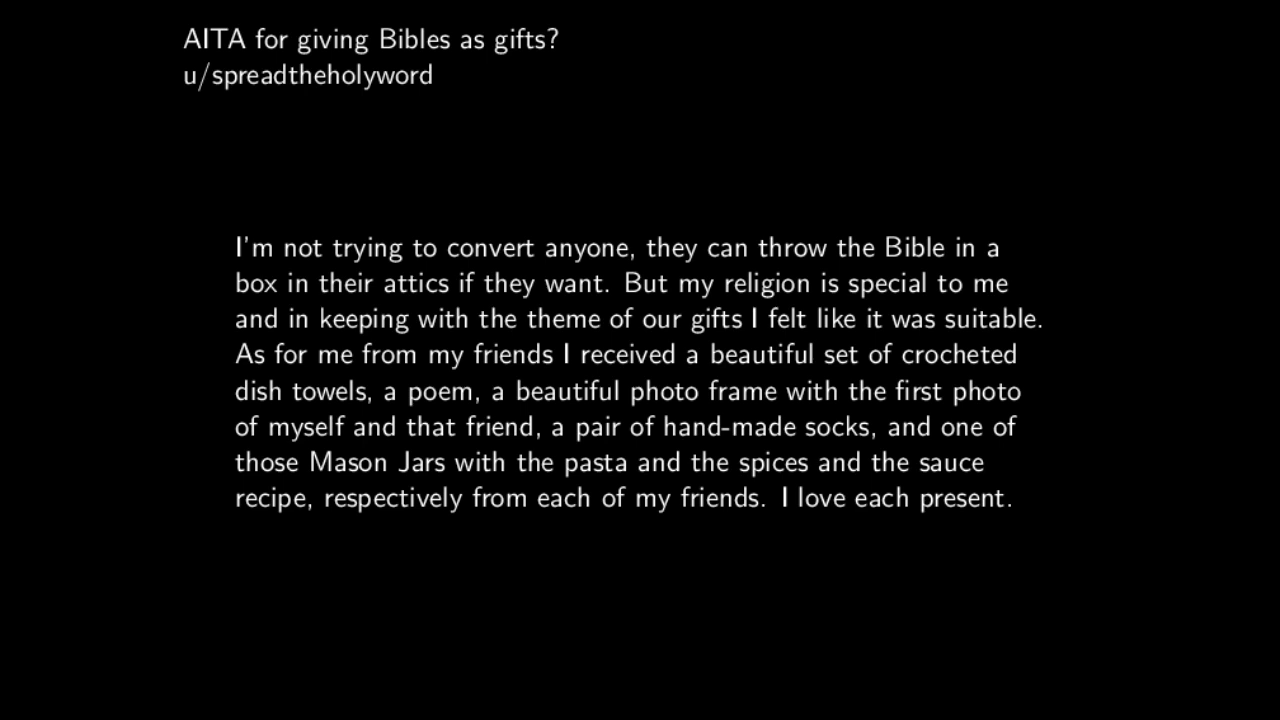 AITA for giving Bibles as gifts?
u/spreadtheholyword
I'm not trying to convert anyone, they can throw the Bible in a
box in their attics if they want. But my religion is special to me
and in keeping with the theme of our gifts I felt like it was suitable.
As for me from my friends I received a beautiful set of crocheted
dish towels, a poem, a beautiful photo frame with the first photo
of myself and that friend, a pair of hand-made socks, and one of
those Mason Jars with the pasta and the spices and the sauce
recipe, respectively from each of my friends. I love each present.